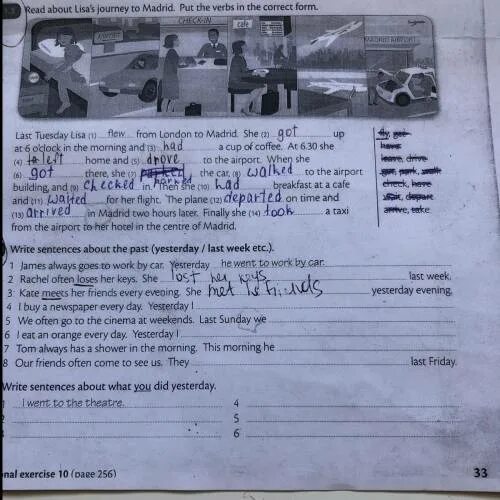 Read about Lisa's journey to Madrid. Put the verbs in the correct form.
AIRPORT CHECK-IN cafe MADRID AIRPORT
Last Tuesday Lisa (1) flew from London to Madrid. She (2) got up fly, get
at 6 o'clock in the morning and (3) had a cup of coffee. At 6.30 she have
(4) left home and (5) drove to the airport. When she leave, drive
(6) got there, she (7) parked the car, (8) walked to the airport get, park, walk
building, and (9) checked in. Then she (10) had breakfast at a cafe check, have
and (11) waited for her flight. The plane (12) departed on time and wait, depart
(13) arrived in Madrid two hours later. Finally she (14) took a taxi arrive, take
from the airport to her hotel in the centre of Madrid.
Write sentences about the past (yesterday / last week etc.).
1 James always goes to work by car. Yesterday he went to work by car.
2 Rachel often loses her keys. She lost her keys last week.
3 Kate meets her friends every evening. She met yesterday evening.
4 I buy a newspaper every day. Yesterday I
5 We often go to the cinema at weekends. Last Sunday we
6 I eat an orange every day. Yesterday I
7 Tom always has a shower in the morning. This morning he
8 Our friends often come to see us. They last Friday.
Write sentences about what you did yesterday.
I went to the theatre. 4
5
6
nal exercise 10 (page 256) 33